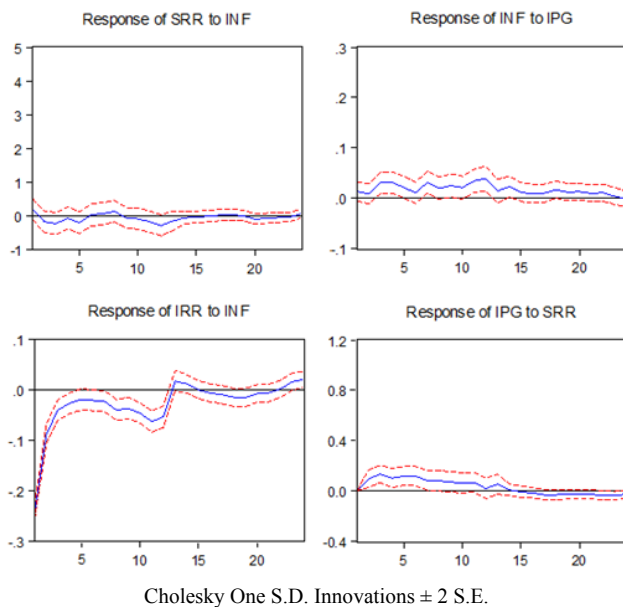 Response of SRR to INF
5
4
3
2
1
0
-1
5 10 15 20
Response of INF to IPG
.3
.2
.1
.0
-.1
5 10 15 20
Response of IRR to INF
.1
.0
-.1
-.2
-.3
5 10 15 20
Response of IPG to SRR
1.2
0.8
0.4
0.0
-0.4
5 10 15 20
Cholesky One S.D. Innovations ± 2 S.E.